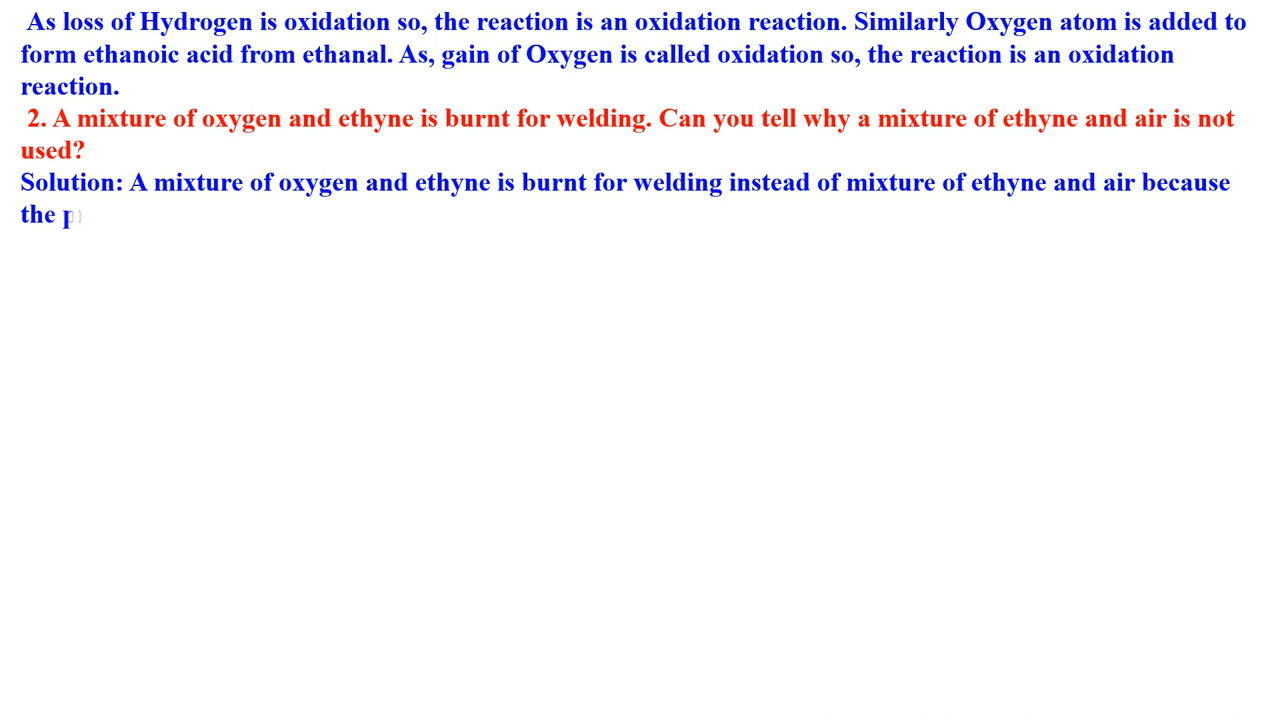 As loss of Hydrogen is oxidation so, the reaction is an oxidation reaction. Similarly Oxygen atom is added to
form ethanoic acid from ethanal. As, gain of Oxygen is called oxidation so, the reaction is an oxidation
reaction.
2. A mixture of oxygen and ethyne is burnt for welding. Can you tell why a mixture of ethyne and air is not
used?
Solution: A mixture of oxygen and ethyne is burnt for welding instead of mixture of ethyne and air because
the